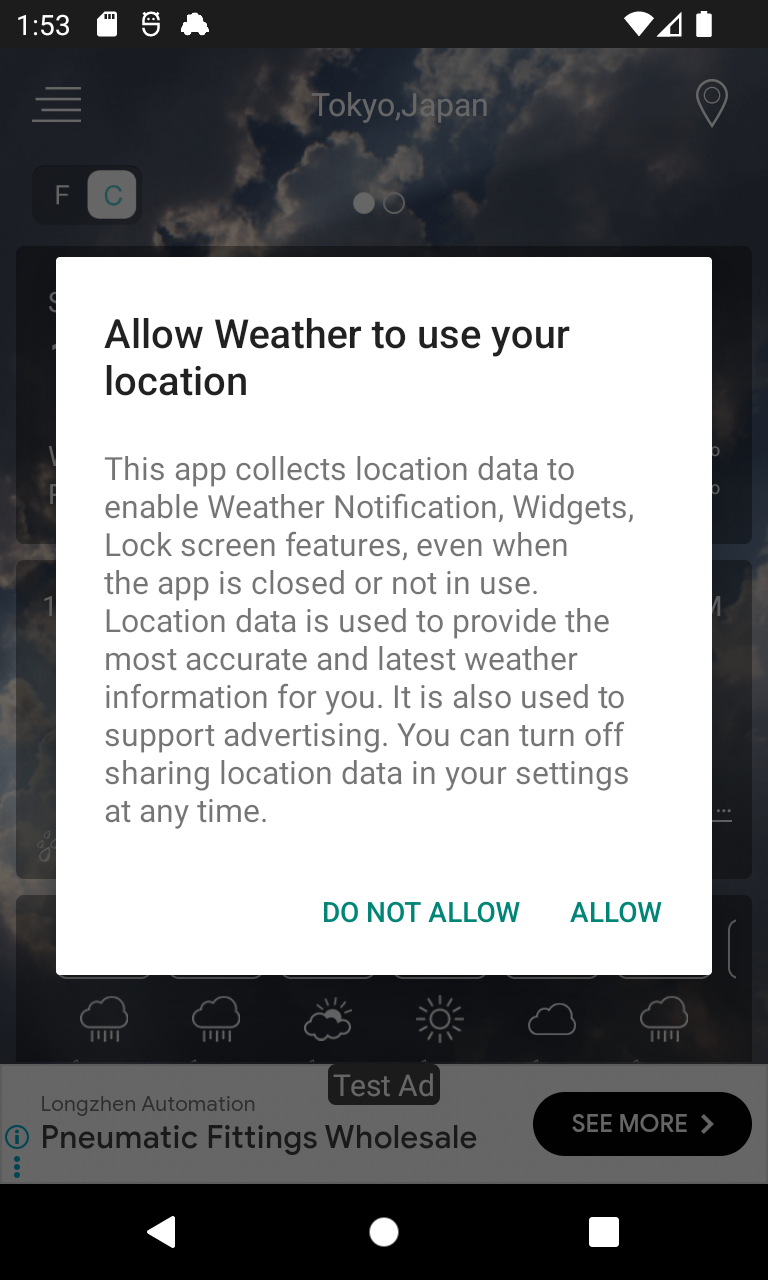 1:53
Tokyo,Japan
F C
Allow Weather to use your
location
This app collects location data to
enable Weather Notification, Widgets,
Lock screen features, even when
the app is closed or not in use.
Location data is used to provide the
most accurate and latest weather
information for you. It is also used to
support advertising. You can turn off
sharing location data in your settings
at any time.
DO NOT ALLOW ALLOW
Test Ad
Longzhen Automation
Pneumatic Fittings Wholesale
SEE MORE